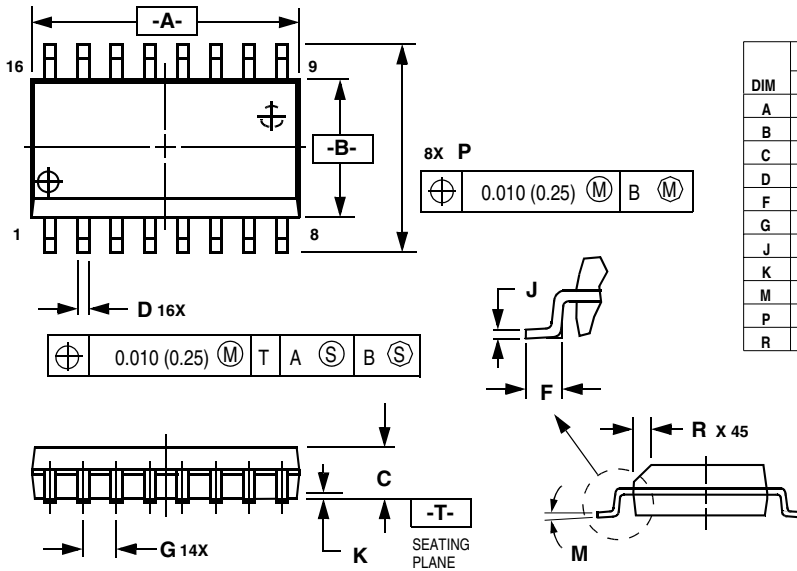 -A-
16
9
-B-
8X P
⌖ 0.010 (0.25) Ⓜ B Ⓜ
1
8
D 16X
⌖ 0.010 (0.25) Ⓜ T A Ⓢ B Ⓢ
J
F
R X 45
C
-T-
SEATING
PLANE
K
G 14X
M
DIM
A
B
C
D
F
G
J
K
M
P
R